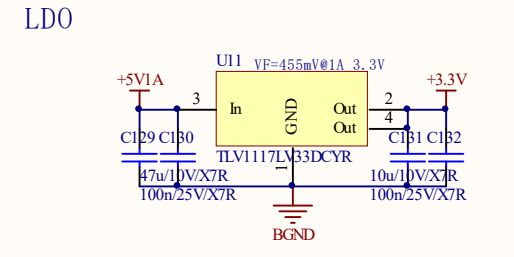 LDO
U11 VF=455mV@1A 3.3V
+5V1A
+3.3V
3
In
GND
Out
2
Out
4
C129
C130
TLV1117LV33DCYR
C131
C132
1
47u/10V/X7R
10u/10V/X7R
100n/25V/X7R
100n/25V/X7R
BGND